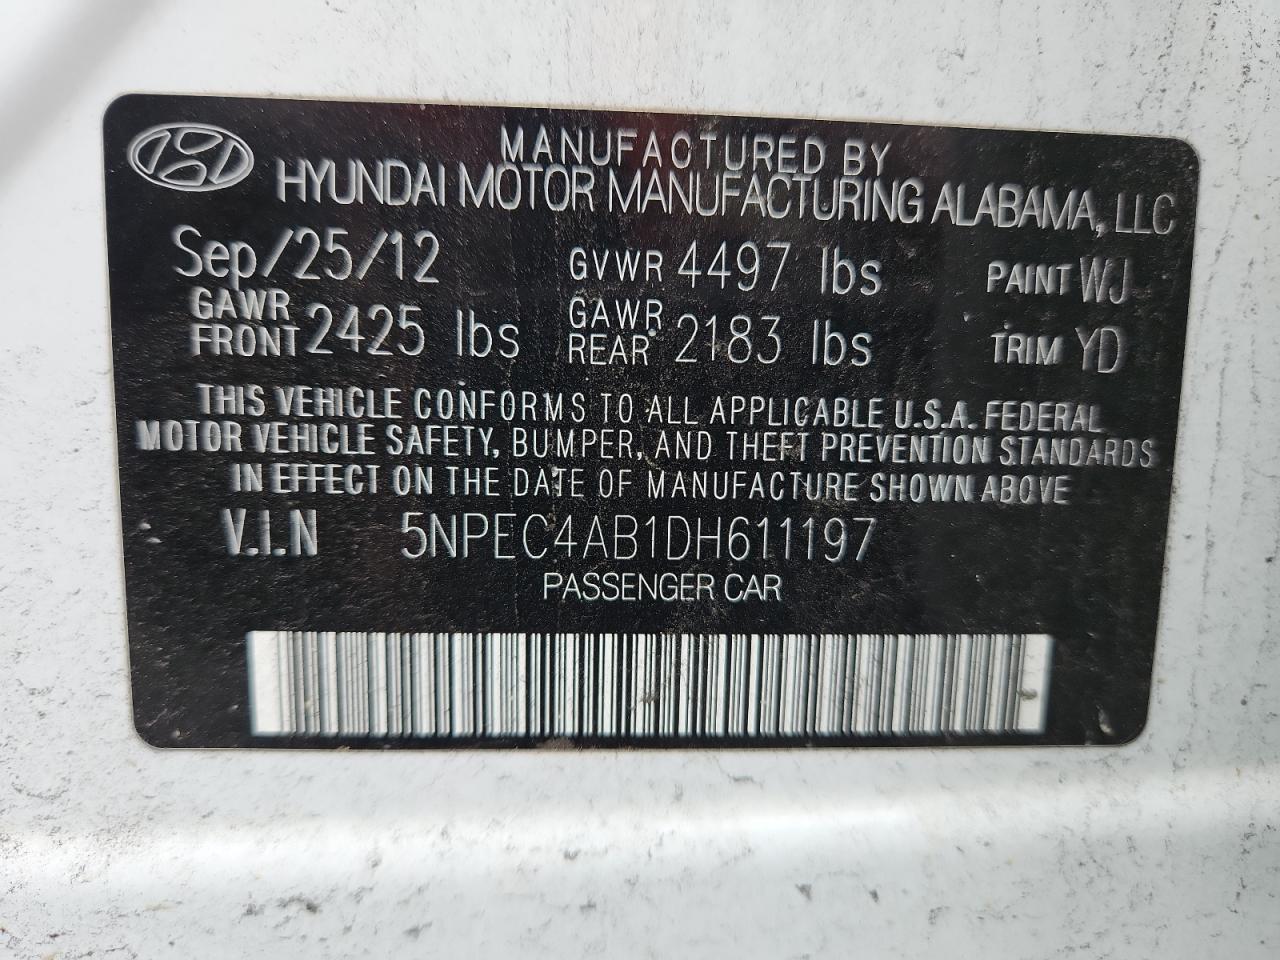 MANUFACTURED BY
HYUNDAI MOTOR MANUFACTURING ALABAMA, LLC
Sep/25/12 GVWR 4497 lbs PAINT WJ
GAWR FRONT 2425 lbs GAWR REAR 2183 lbs TRIM YD
THIS VEHICLE CONFORMS TO ALL APPLICABLE U.S.A. FEDERAL
MOTOR VEHICLE SAFETY, BUMPER, AND THEFT PREVENTION STANDARDS
IN EFFECT ON THE DATE OF MANUFACTURE SHOWN ABOVE
V.I.N 5NPEC4AB1DH611197
PASSENGER CAR